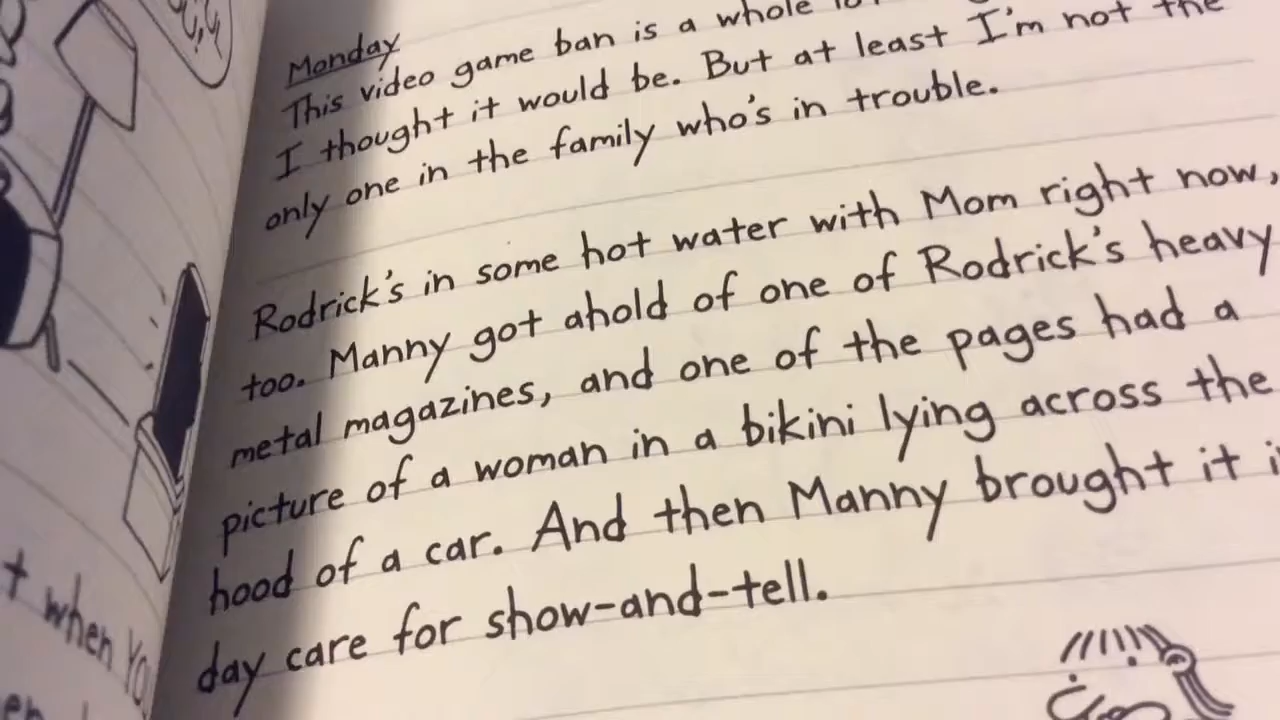 Monday
This video game ban is a whole
I thought it would be. But at least I'm not the
only one in the family who's in trouble.
Rodrick's in some hot water with Mom right now,
too. Manny got ahold of one of Rodrick's heavy
metal magazines, and one of the pages had a
picture of a woman in a bikini lying across the
hood of a car. And then Manny brought it
day care for show-and-tell.
when